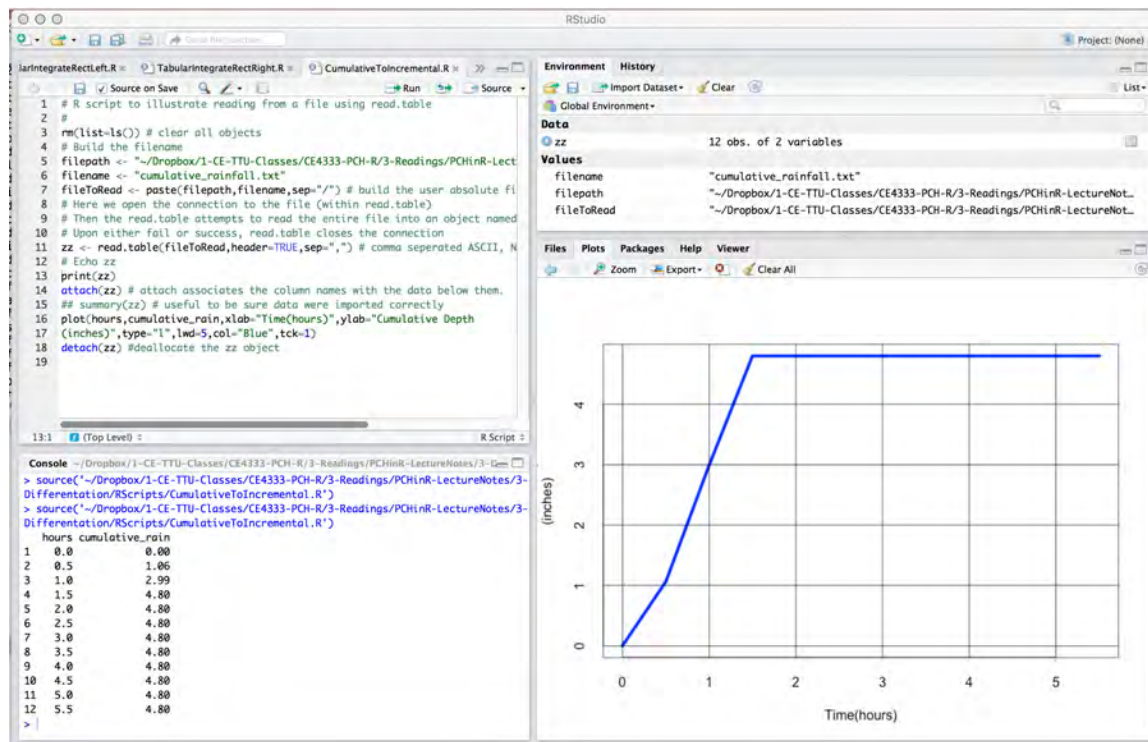 RStudio
Project: (None)
larIntegrateRectLeft.R
TabularIntegrateRectRight.R
CumulativeToIncremental.R
Source on Save
Run
Source
1 # R script to illustrate reading from a file using read.table
2 #
3 rm(list=ls()) # clear all objects
4 # Build the filename
5 filepath <- "~/Dropbox/1-CE-TTU-Classes/CE4333-PCH-R/3-Readings/PCHinR-Lect
6 filename <- "cumulative_rainfall.txt"
7 fileToRead <- paste(filepath,filename,sep="/") # build the user absolute fi
8 # Here we open the connection to the file (within read.table)
9 # Then the read.table attempts to read the entire file into an object named
10 # Upon either fail or success, read.table closes the connection
11 zz <- read.table(fileToRead,header=TRUE,sep=",") # comma seperated ASCII, N
12 # Echo zz
13 print(zz)
14 attach(zz) # attach associates the column names with the data below them.
15 ## summary(zz) # useful to be sure data were imported correctly
16 plot(hours,cumulative_rain,xlab="Time(hours)",ylab="Cumulative Depth
17 (inches)",type="l",lwd=5,col="Blue",tck=1)
18 detach(zz) #deallocate the zz object
19
13:1 (Top Level) R Script
Console ~/Dropbox/1-CE-TTU-Classes/CE4333-PCH-R/3-Readings/PCHinR-LectureNotes/3-
> source('~/Dropbox/1-CE-TTU-Classes/CE4333-PCH-R/3-Readings/PCHinR-LectureNotes/3-
Differentation/RScripts/CumulativeToIncremental.R')
> source('~/Dropbox/1-CE-TTU-Classes/CE4333-PCH-R/3-Readings/PCHinR-LectureNotes/3-
Differentation/RScripts/CumulativeToIncremental.R')
hours cumulative_rain
1 0.0 0.00
2 0.5 1.06
3 1.0 2.99
4 1.5 4.80
5 2.0 4.80
6 2.5 4.80
7 3.0 4.80
8 3.5 4.80
9 4.0 4.80
10 4.5 4.80
11 5.0 4.80
12 5.5 4.80
>
Environment History
Import Dataset Clear List
Global Environment
Data
zz 12 obs. of 2 variables
Values
filename "cumulative_rainfall.txt"
filepath "~/Dropbox/1-CE-TTU-Classes/CE4333-PCH-R/3-Readings/PCHinR-LectureNot…
fileToRead "~/Dropbox/1-CE-TTU-Classes/CE4333-PCH-R/3-Readings/PCHinR-LectureNot…
Files Plots Packages Help Viewer
Zoom Export Clear All
(inches)
4
3
2
1
0
0 1 2 3 4 5
Time(hours)